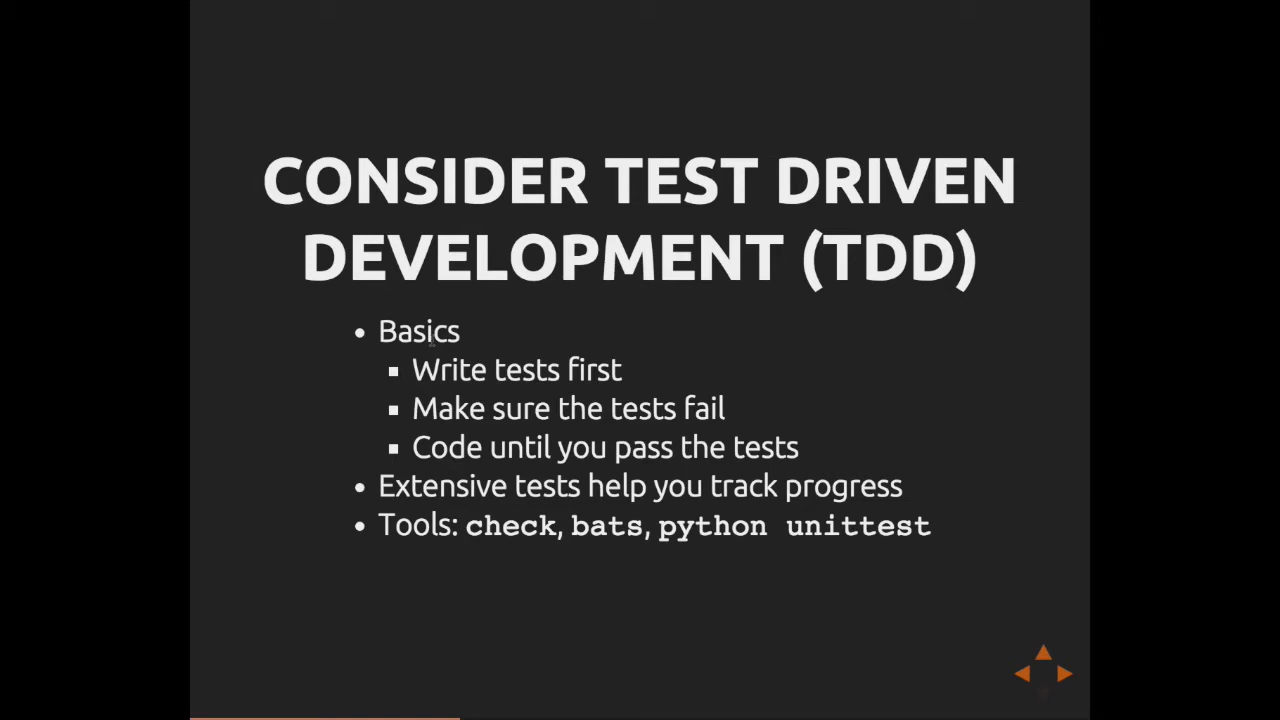 CONSIDER TEST DRIVEN
DEVELOPMENT (TDD)
Basics
Write tests first
Make sure the tests fail
Code until you pass the tests
Extensive tests help you track progress
Tools: check, bats, python unittest